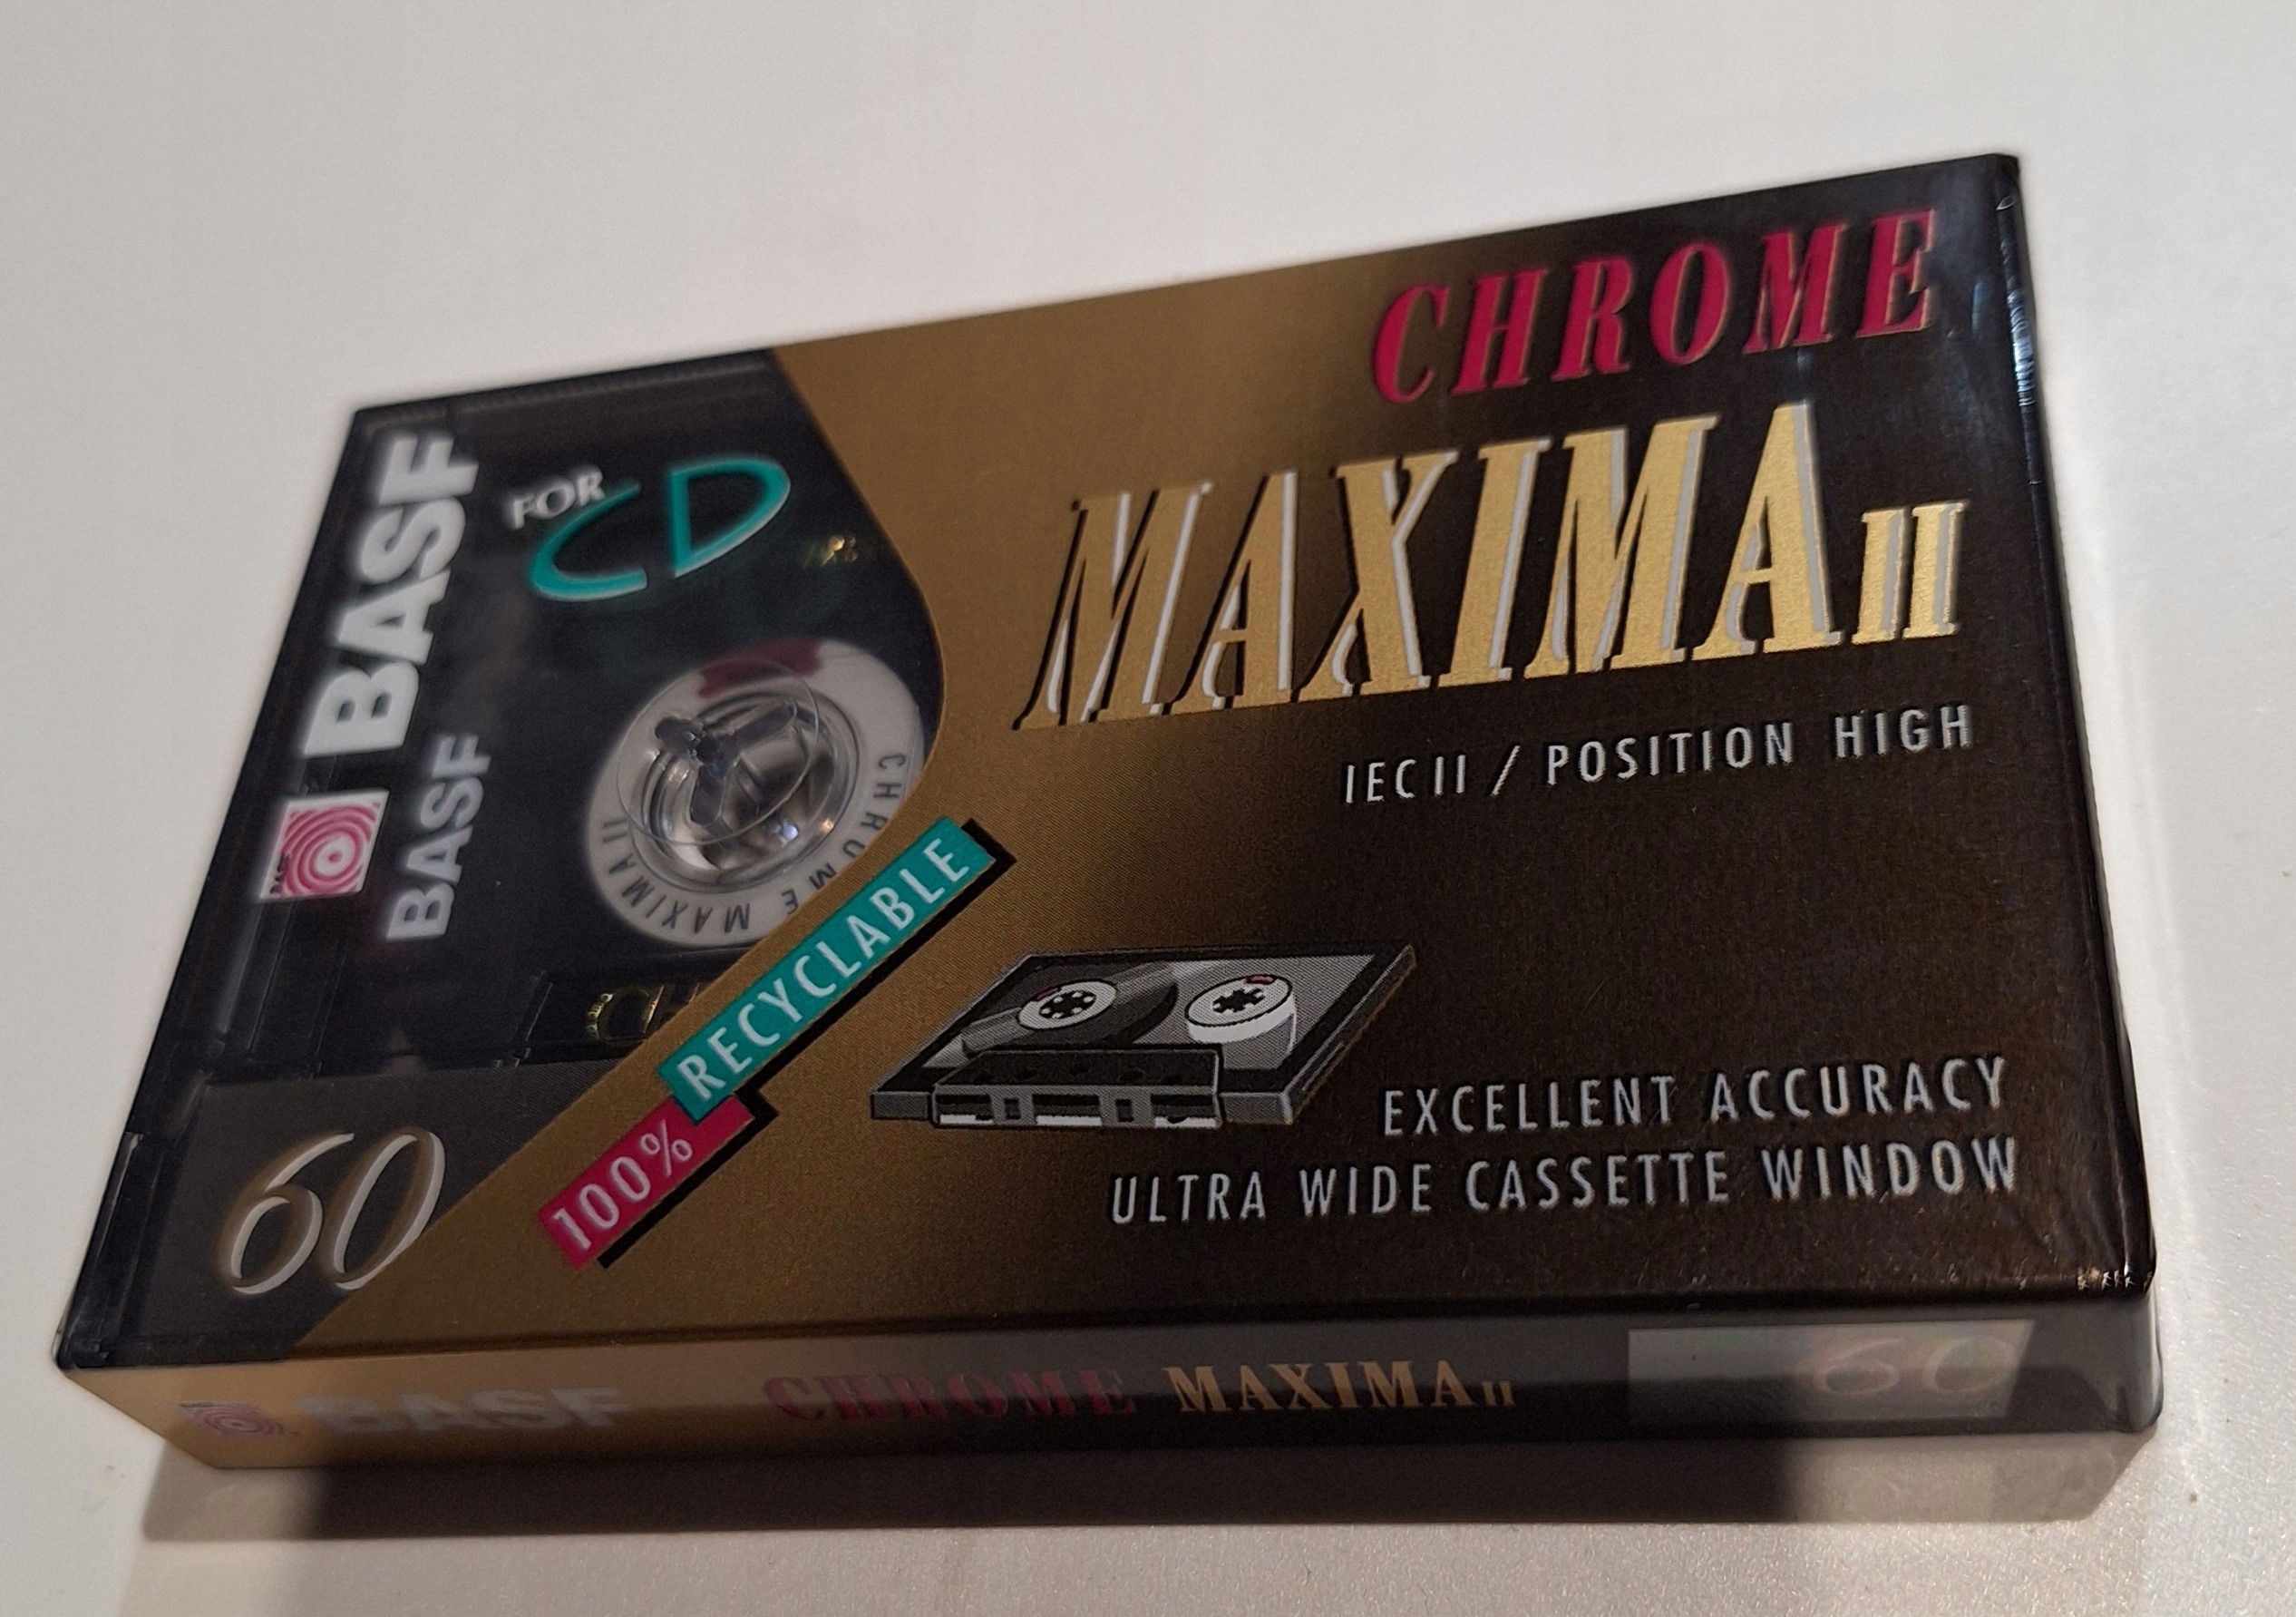 CHROME
MAXIMA II
IEC II / POSITION HIGH
BASF
BASF
FOR CD
CHROME MAXIMA II
100% RECYCLABLE
60
EXCELLENT ACCURACY
ULTRA WIDE CASSETTE WINDOW
BASF CHROME MAXIMA II 60